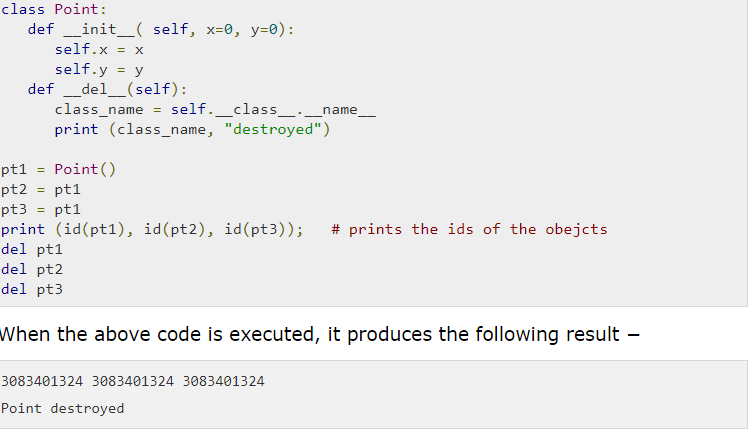 class Point:
   def __init__( self, x=0, y=0):
      self.x = x
      self.y = y
   def __del__(self):
      class_name = self.__class__.__name__
      print (class_name, "destroyed")

pt1 = Point()
pt2 = pt1
pt3 = pt1
print (id(pt1), id(pt2), id(pt3));   # prints the ids of the obejcts
del pt1
del pt2
del pt3
When the above code is executed, it produces the following result −
3083401324 3083401324 3083401324
Point destroyed